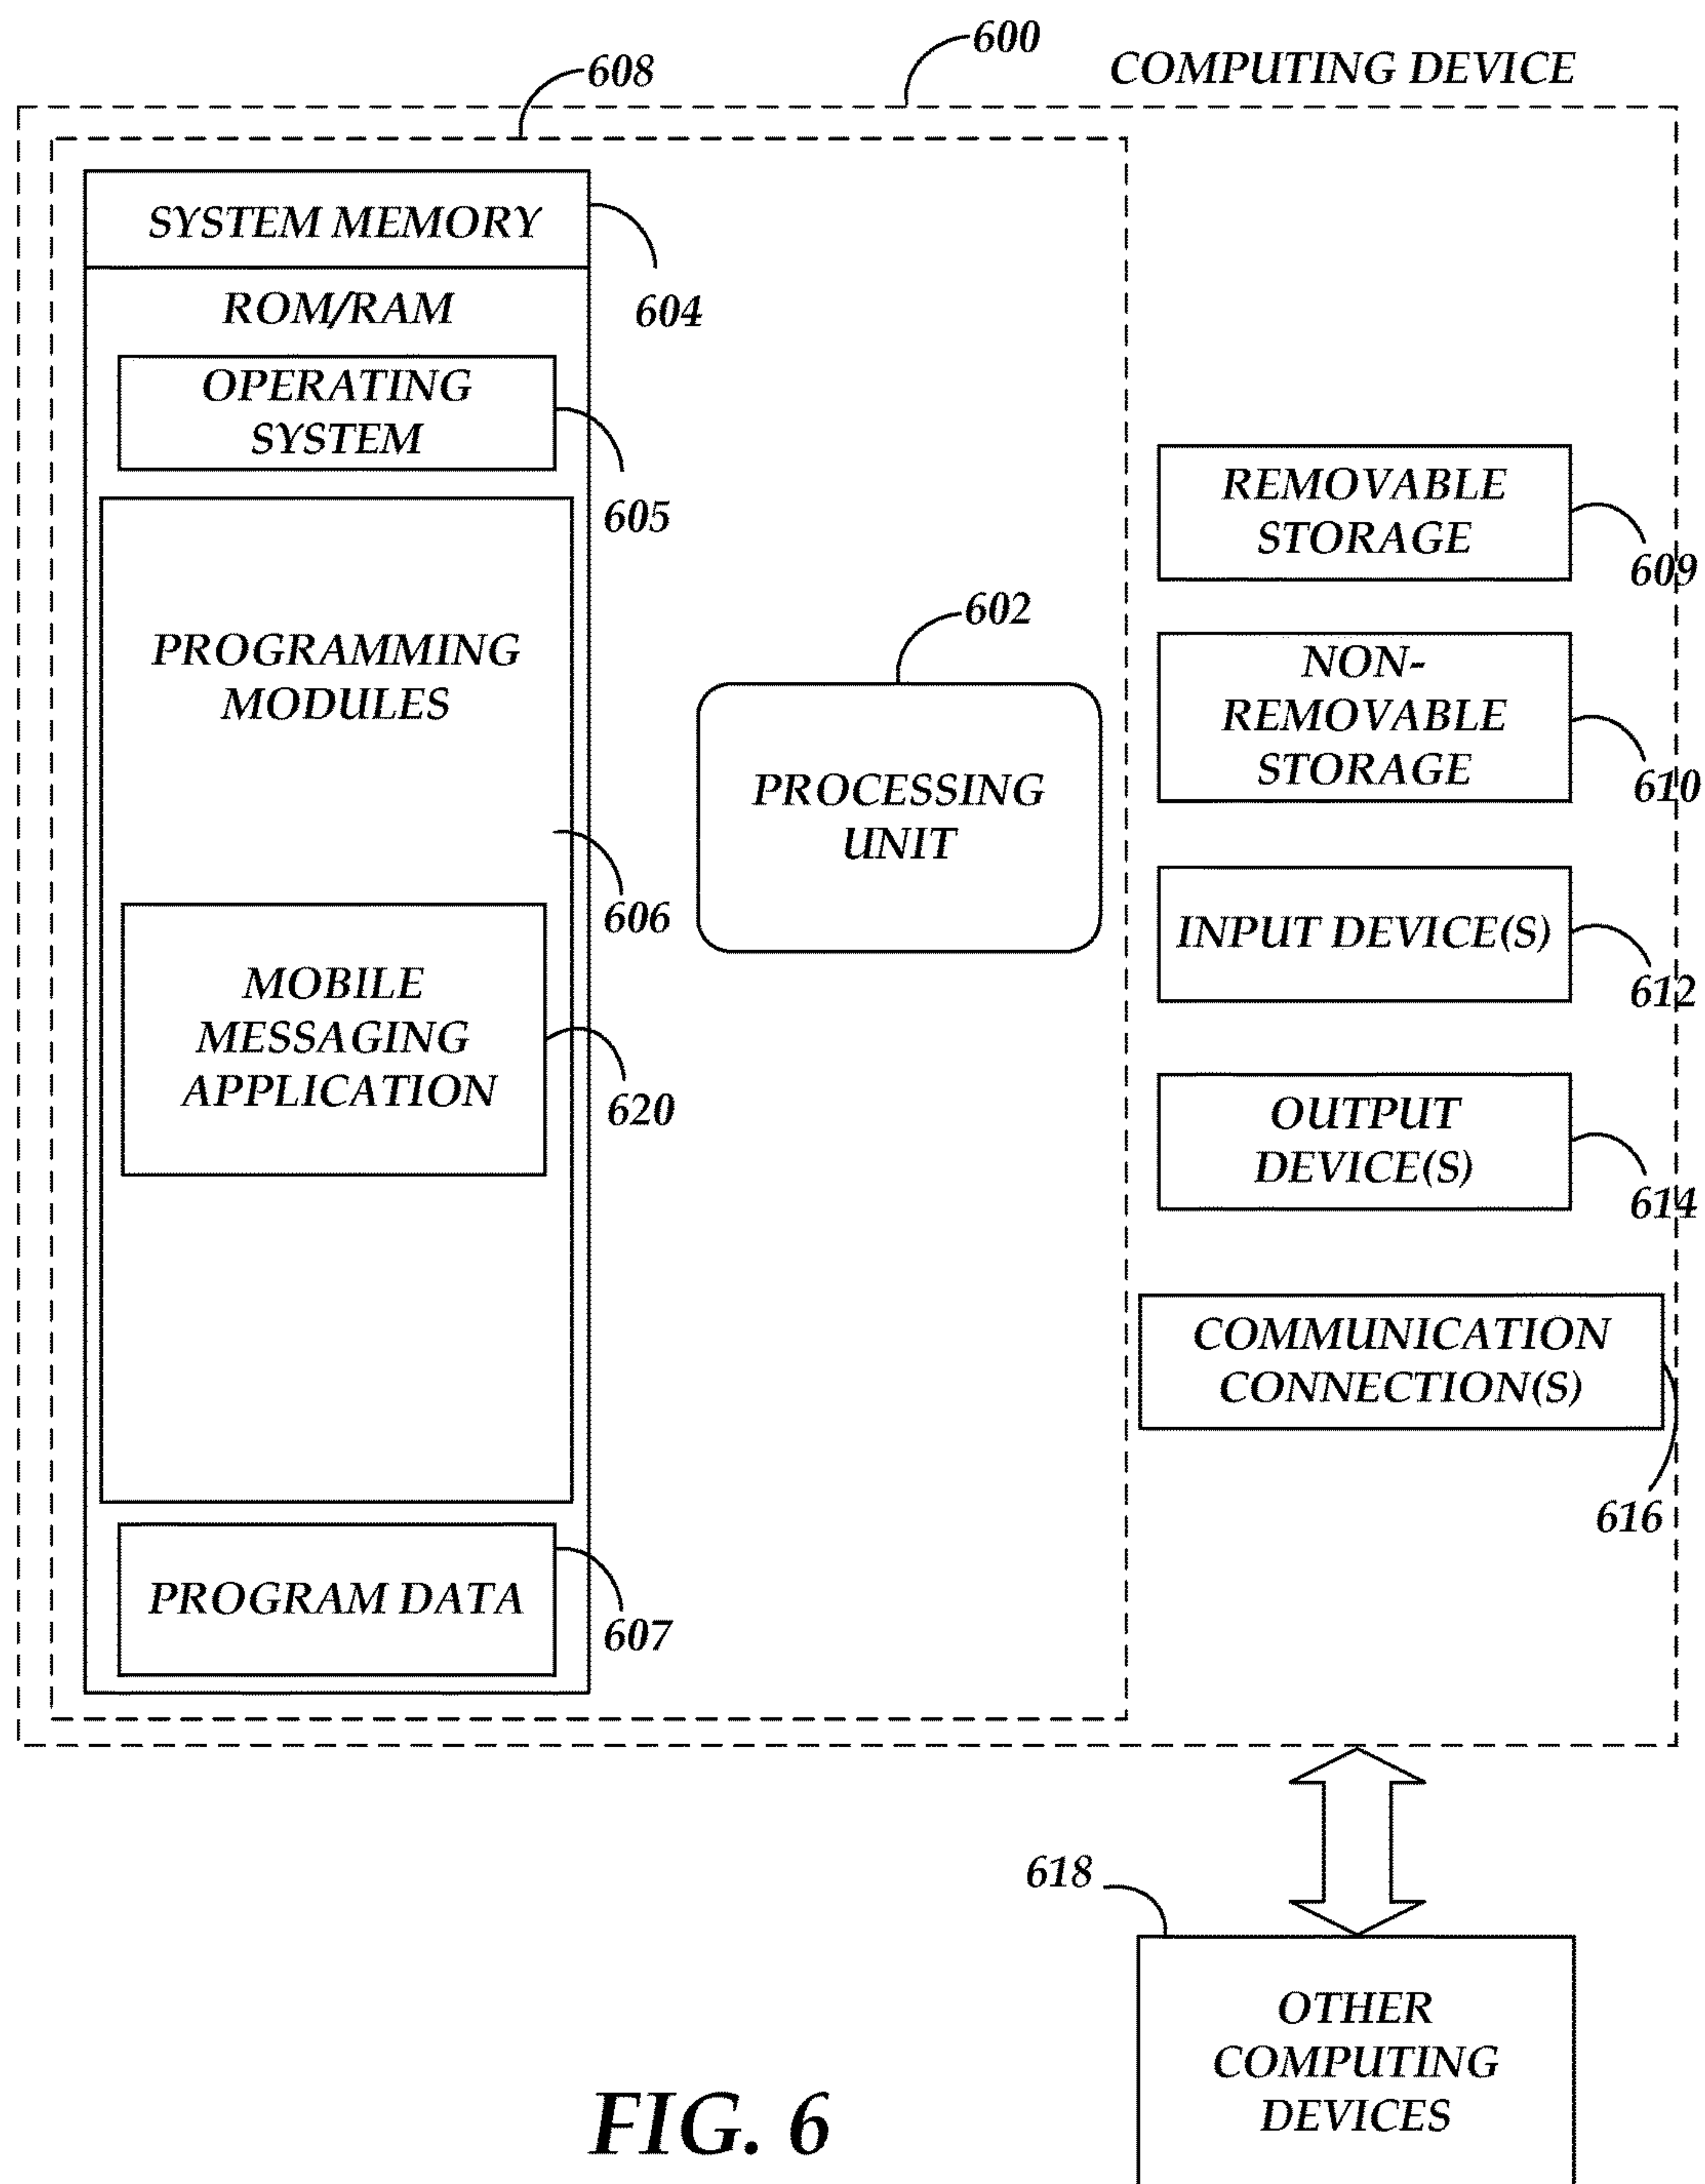 600
COMPUTING DEVICE
608
SYSTEM MEMORY
604
ROM/RAM
OPERATING
SYSTEM
605
PROGRAMMING
MODULES
606
MOBILE
MESSAGING
APPLICATION
620
PROGRAM DATA
607
602
PROCESSING
UNIT
REMOVABLE
STORAGE
609
NON-
REMOVABLE
STORAGE
610
INPUT DEVICE(S)
612
OUTPUT
DEVICE(S)
614
COMMUNICATION
CONNECTION(S)
616
618
OTHER
COMPUTING
DEVICES
FIG. 6